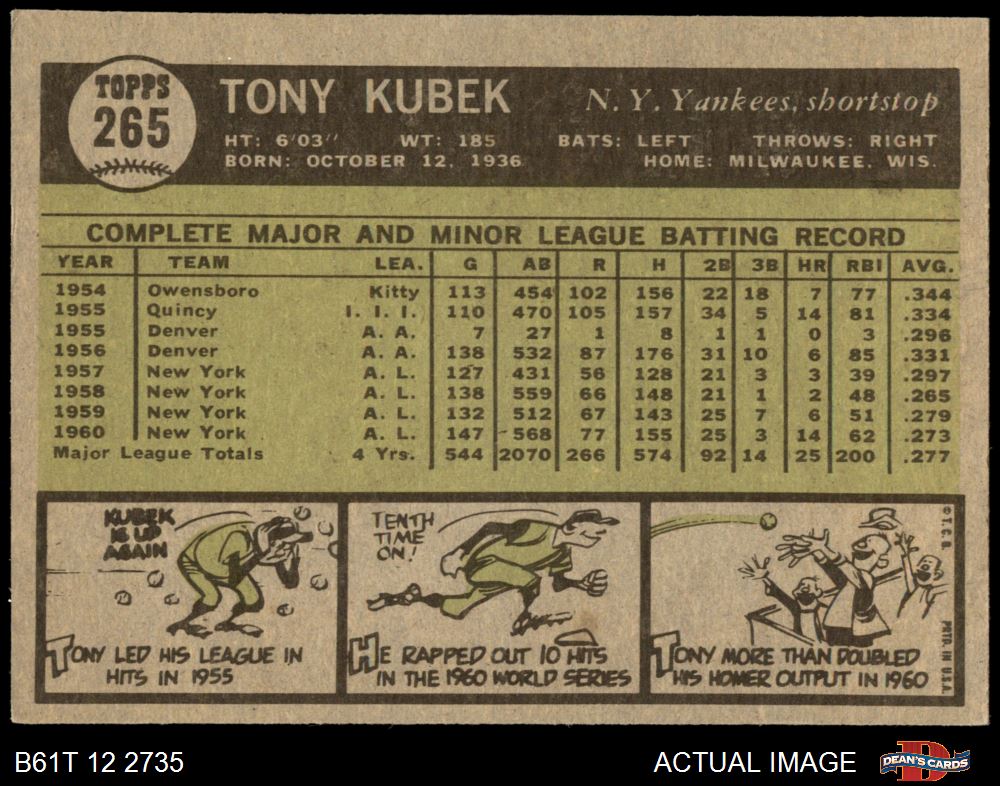 TOPPS
265
TONY KUBEK
N. Y. Yankees, shortstop
HT: 6'03" WT: 185 BATS: LEFT THROWS: RIGHT
BORN: OCTOBER 12, 1936 HOME: MILWAUKEE, WIS.
COMPLETE MAJOR AND MINOR LEAGUE BATTING RECORD
YEAR TEAM LEA. G AB R H 2B 3B HR RBI AVG.
1954 Owensboro Kitty 113 454 102 156 22 18 7 77 .344
1955 Quincy I. I. I. 110 470 105 157 34 5 14 81 .334
1955 Denver A. A. 7 27 1 8 1 1 0 3 .296
1956 Denver A. A. 138 532 87 176 31 10 6 85 .331
1957 New York A. L. 127 431 56 128 21 3 3 39 .297
1958 New York A. L. 138 559 66 148 21 1 2 48 .265
1959 New York A. L. 132 512 67 143 25 7 6 51 .279
1960 New York A. L. 147 568 77 155 25 3 14 62 .273
Major League Totals 4 Yrs. 544 2070 266 574 92 14 25 200 .277
KUBEK
IS UP
AGAIN
TONY LED HIS LEAGUE IN
HITS IN 1955
TENTH
TIME
ON!
HE RAPPED OUT 10 HITS
IN THE 1960 WORLD SERIES
TONY MORE THAN DOUBLED
HIS HOMER OUTPUT IN 1960
© T. C. G.
PRTD. IN U.S.A.
B61T 12 2735
ACTUAL IMAGE
D
DEAN'S CARDS